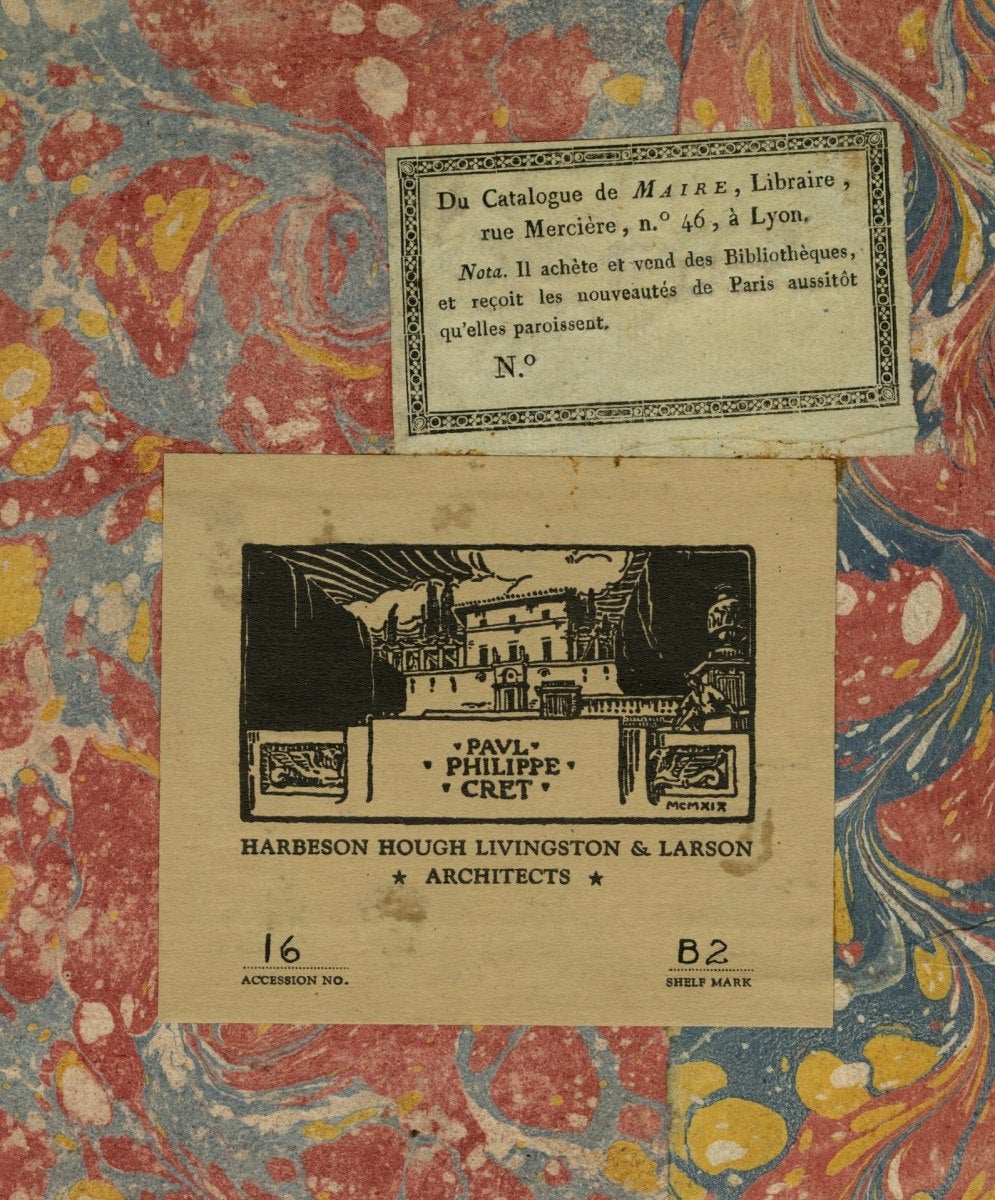 Du Catalogue de MAIRE, Libraire,
rue Mercière, n.º 46, à Lyon.
Nota. Il achète et vend des Bibliothèques,
et reçoit les nouveautés de Paris aussitôt
qu'elles paroissent.
N.º
PAVL
PHILIPPE
CRET
MCMXIX
HARBESON HOUGH LIVINGSTON & LARSON
★ ARCHITECTS ★
16
ACCESSION NO.
B2
SHELF MARK